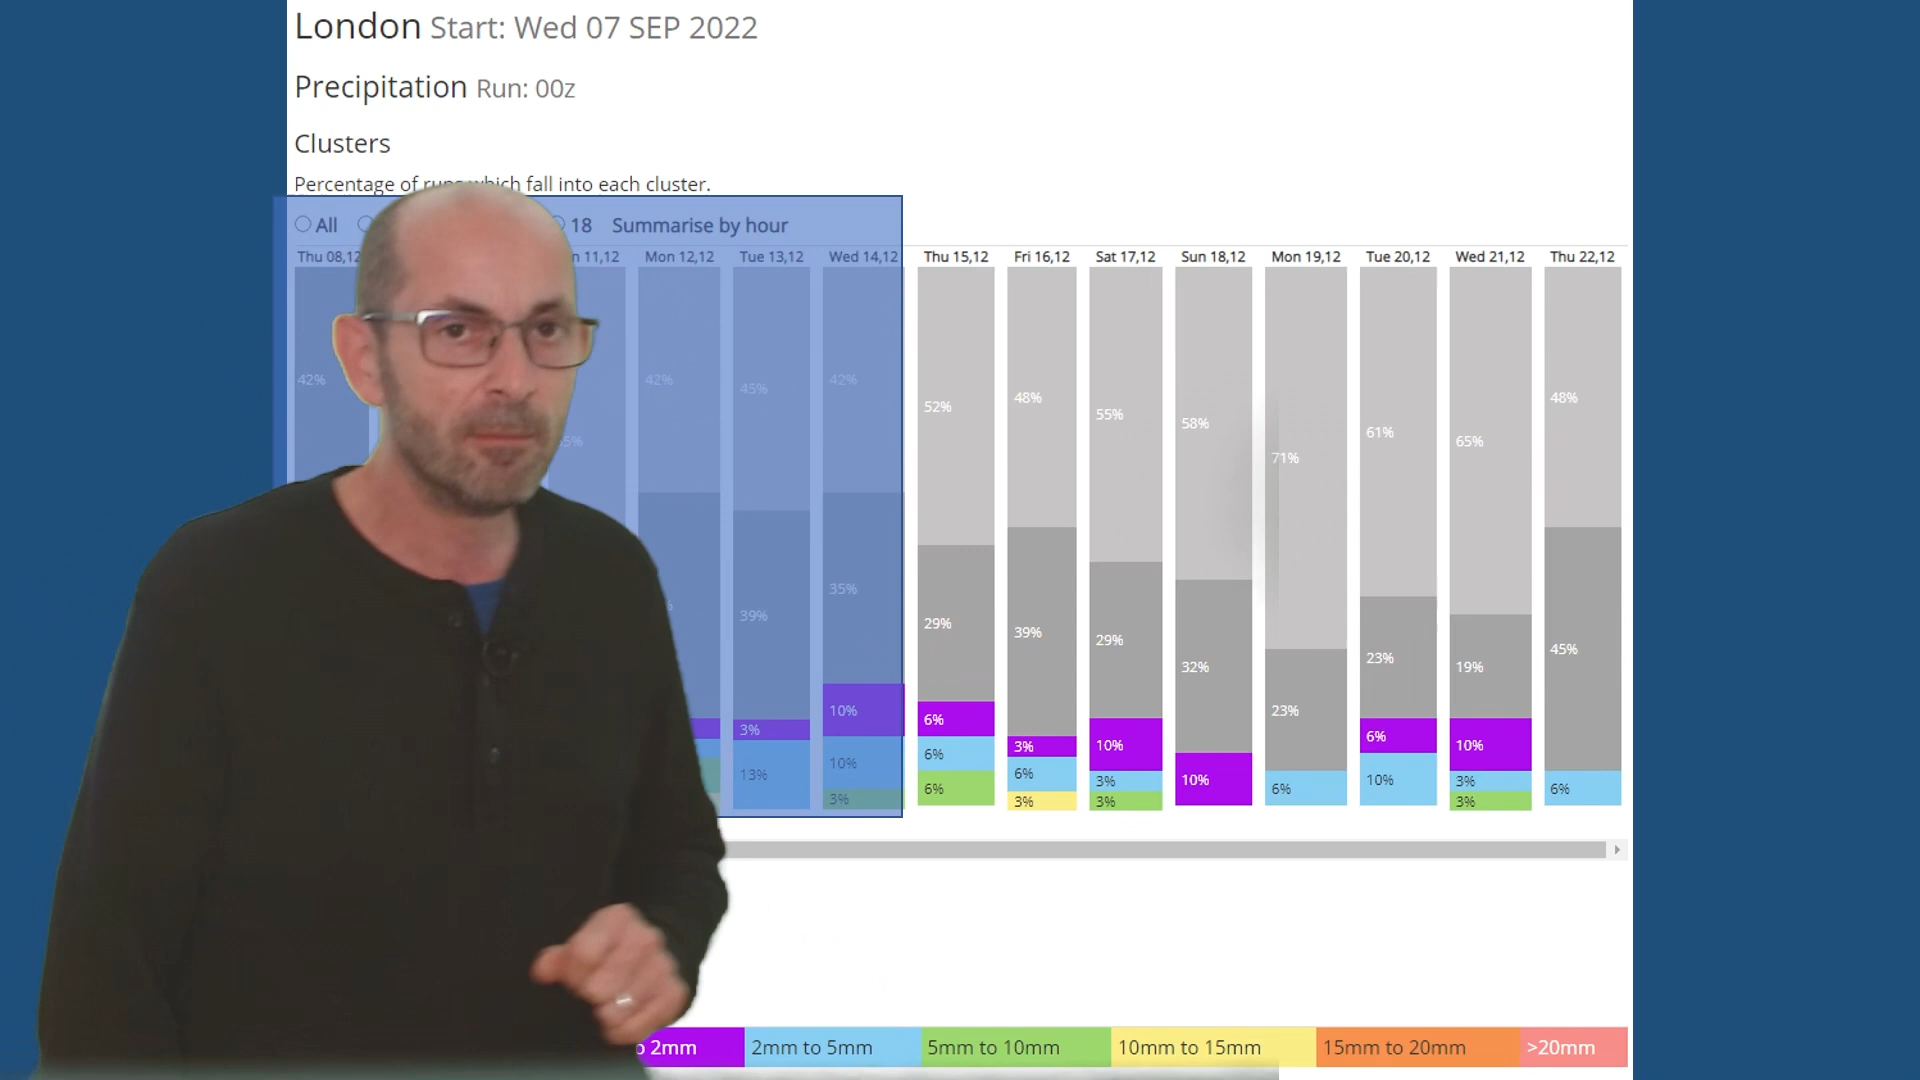 London Start: Wed 07 SEP 2022
Precipitation Run: 00z
Clusters
Percentage of runs which fall into each cluster.
All 18 Summarise by hour
Thu 08,12 11,12 Mon 12,12 Tue 13,12 Wed 14,12 Thu 15,12 Fri 16,12 Sat 17,12 Sun 18,12 Mon 19,12 Tue 20,12 Wed 21,12 Thu 22,12
42% 42% 45% 42% 52% 48% 55% 58% 71% 61% 65% 48%
39% 35% 29% 39% 29% 32% 23% 23% 19% 45%
3% 10% 6% 3% 10% 10% 6% 10%
13% 10% 6% 6% 3% 6% 10% 3% 6%
3% 6% 3% 3% 3%
2mm 2mm to 5mm 5mm to 10mm 10mm to 15mm 15mm to 20mm >20mm